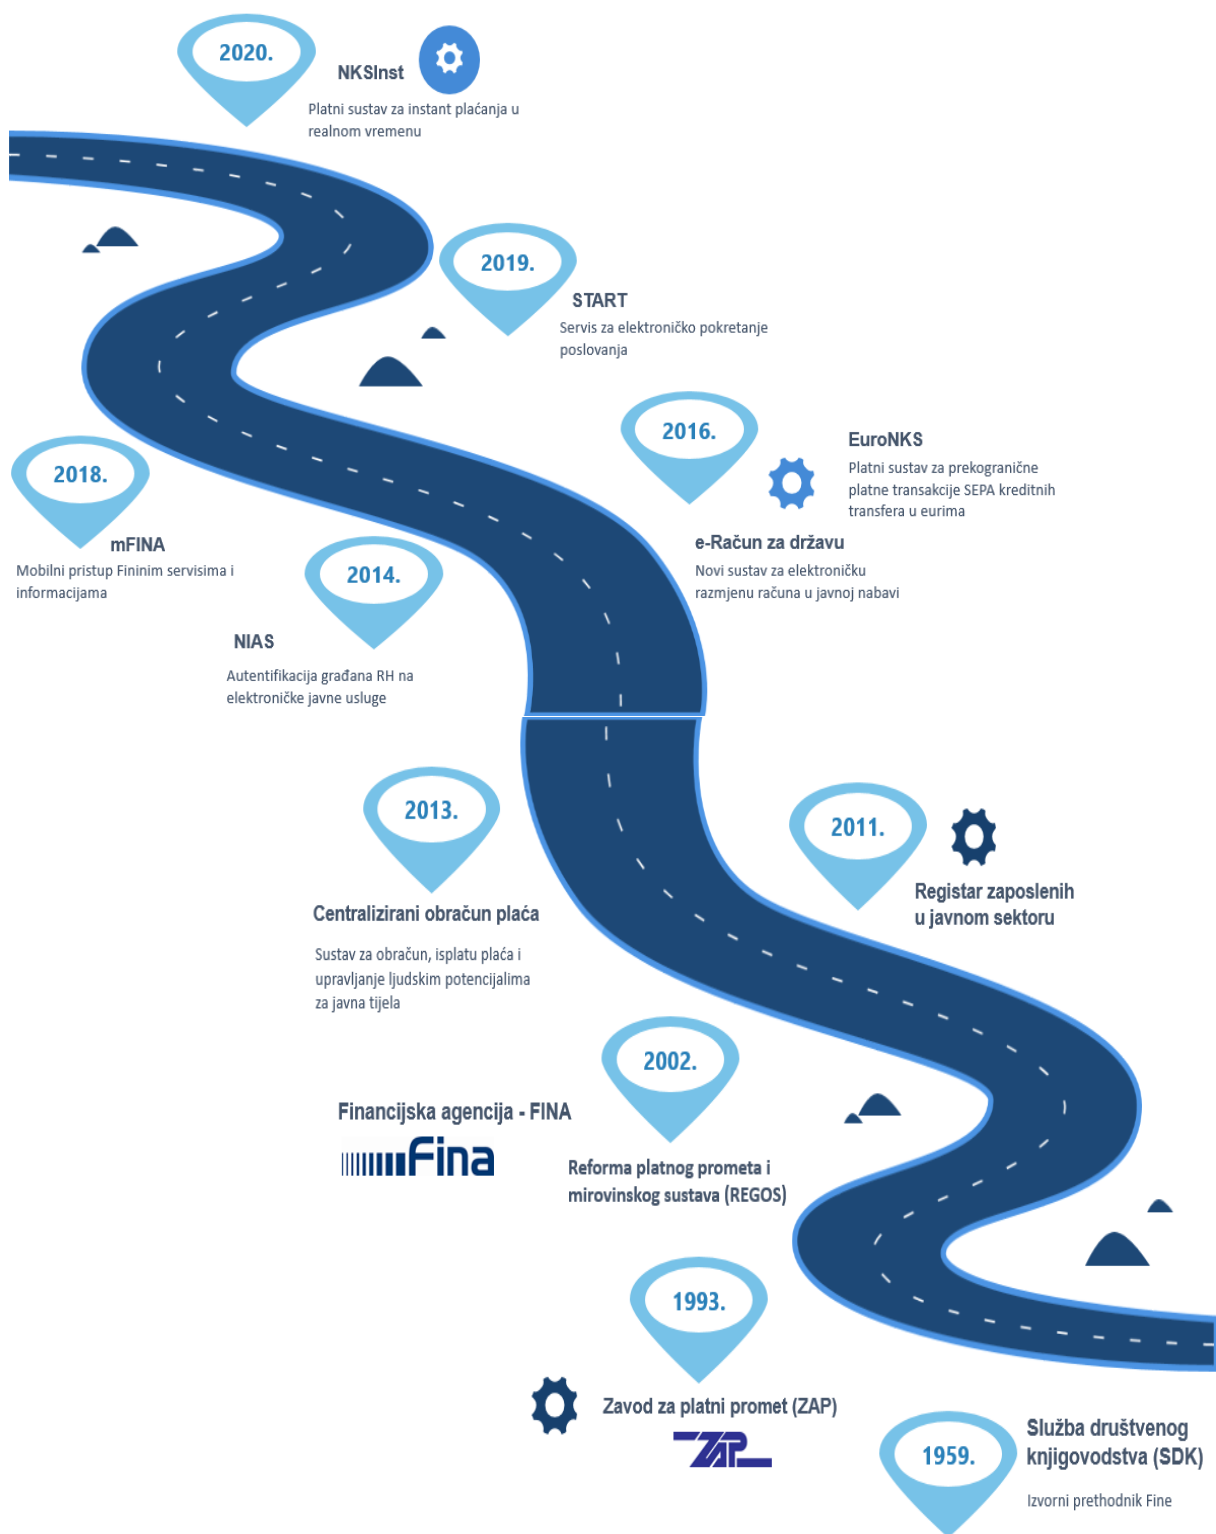 2020.
NKSInst
Platni sustav za instant plaćanja u
realnom vremenu
2019.
START
Servis za elektroničko pokretanje
poslovanja
2016.
EuroNKS
Platni sustav za prekogranične
platne transakcije SEPA kreditnih
transfera u eurima
e-Račun za državu
Novi sustav za elektroničku
razmjenu računa u javnoj nabavi
2018.
mFINA
Mobilni pristup Fininim servisima i
informacijama
2014.
NIAS
Autentifikacija građana RH na
elektroničke javne usluge
2013.
Centralizirani obračun plaća
Sustav za obračun, isplatu plaća i
upravljanje ljudskim potencijalima
za javna tijela
2011.
Registar zaposlenih
u javnom sektoru
2002.
Financijska agencija - FINA
Fina
Reforma platnog prometa i
mirovinskog sustava (REGOS)
1993.
Zavod za platni promet (ZAP)
ZAP
1959.
Služba društvenog
knjigovodstva (SDK)
Izvorni prethodnik Fine